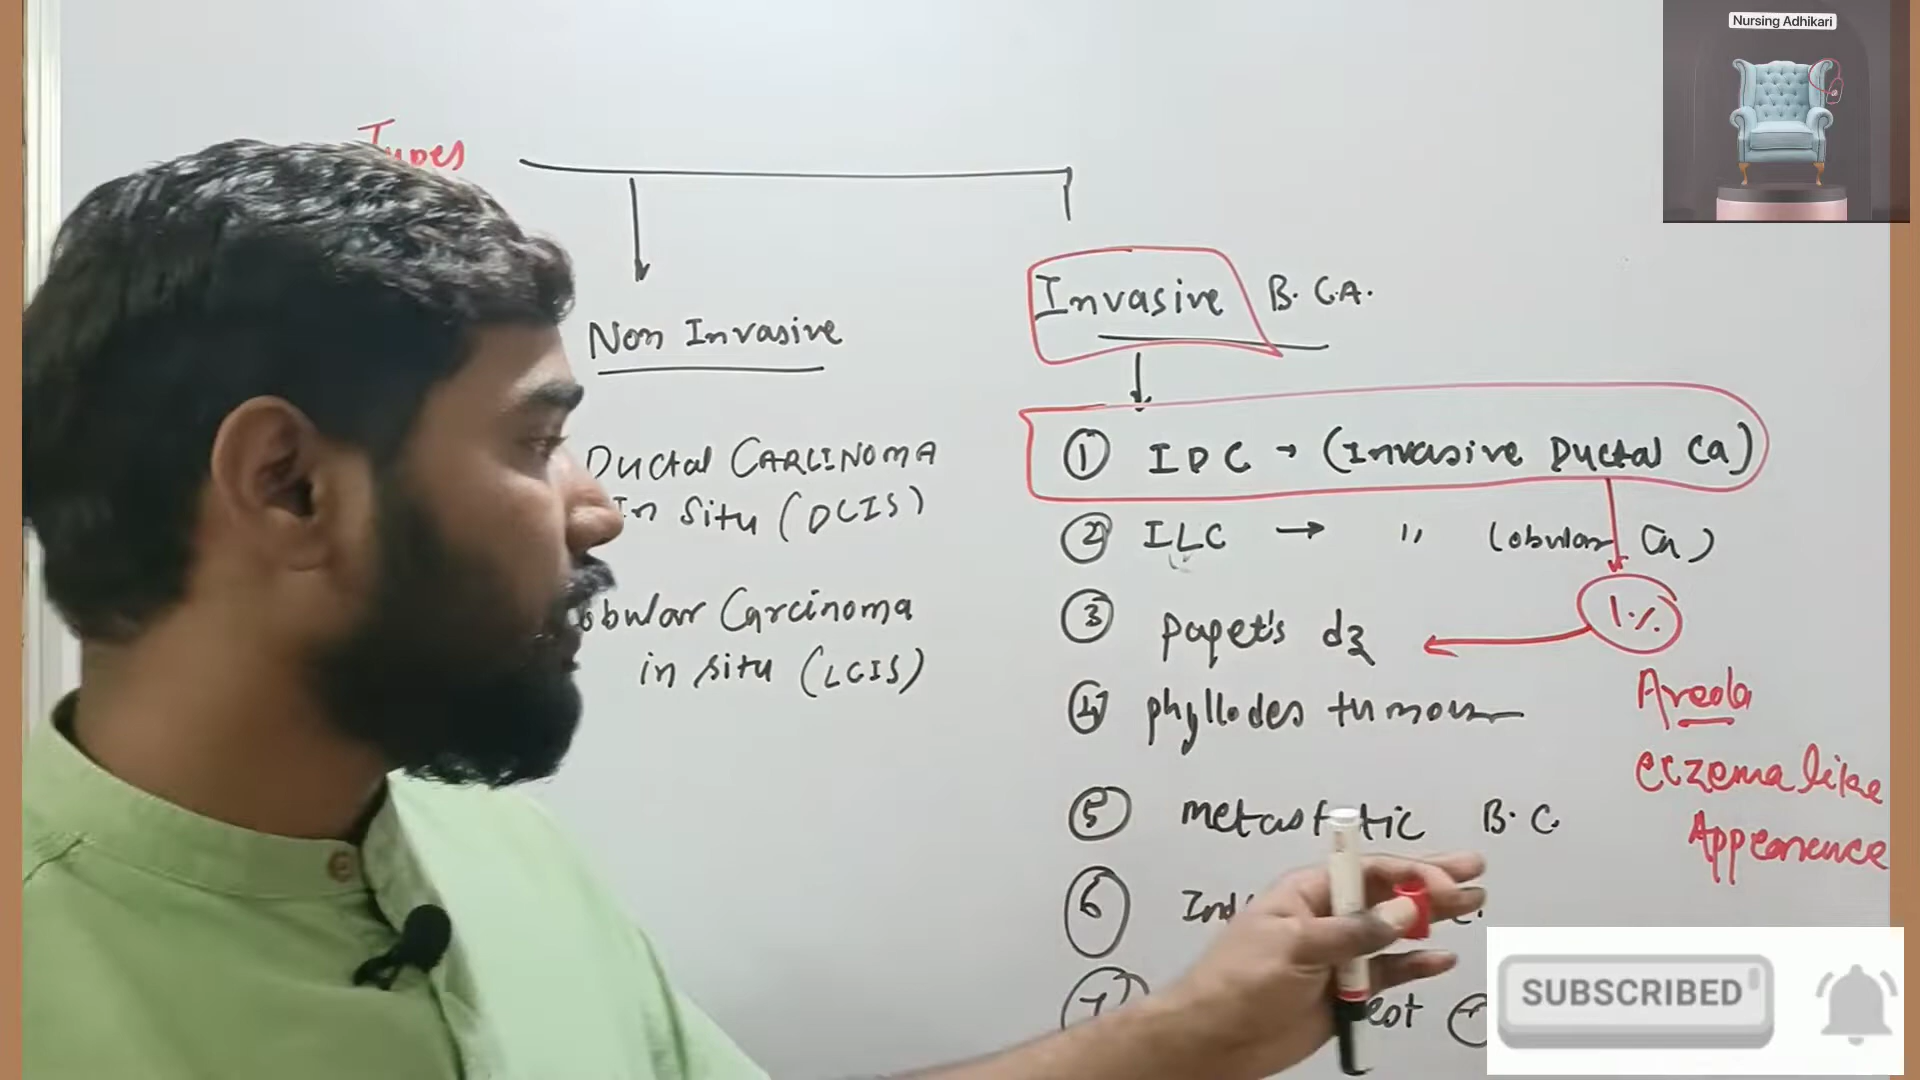 Nursing Adhikari
Types
Non Invasive
Ductal CARCINOMA
In Situ (DCIS)
obular Carcinoma
in situ (LCIS)
Invasive B.CA.
① IDC → (Invasive Ductal Ca)
② ILC → " Lobular Ca)
1%
③ paget's dz
Areola
④ phyllodes tumour
eczema like
Appearence
⑤ metastatic B.C.
⑥
SUBSCRIBED